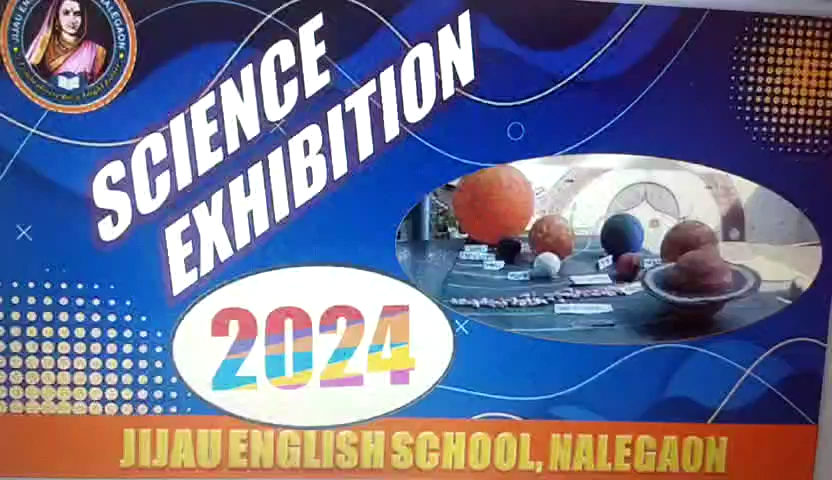 SCIENCE
EXHIBITION
2024
JIJAU ENGLISH SCHOOL, NALEGAON